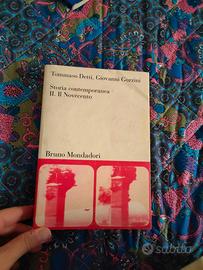 Tommaso Detti, Giovanni Gozzini
Storia contemporanea
II. Il Novecento
Bruno Mondadori
subito